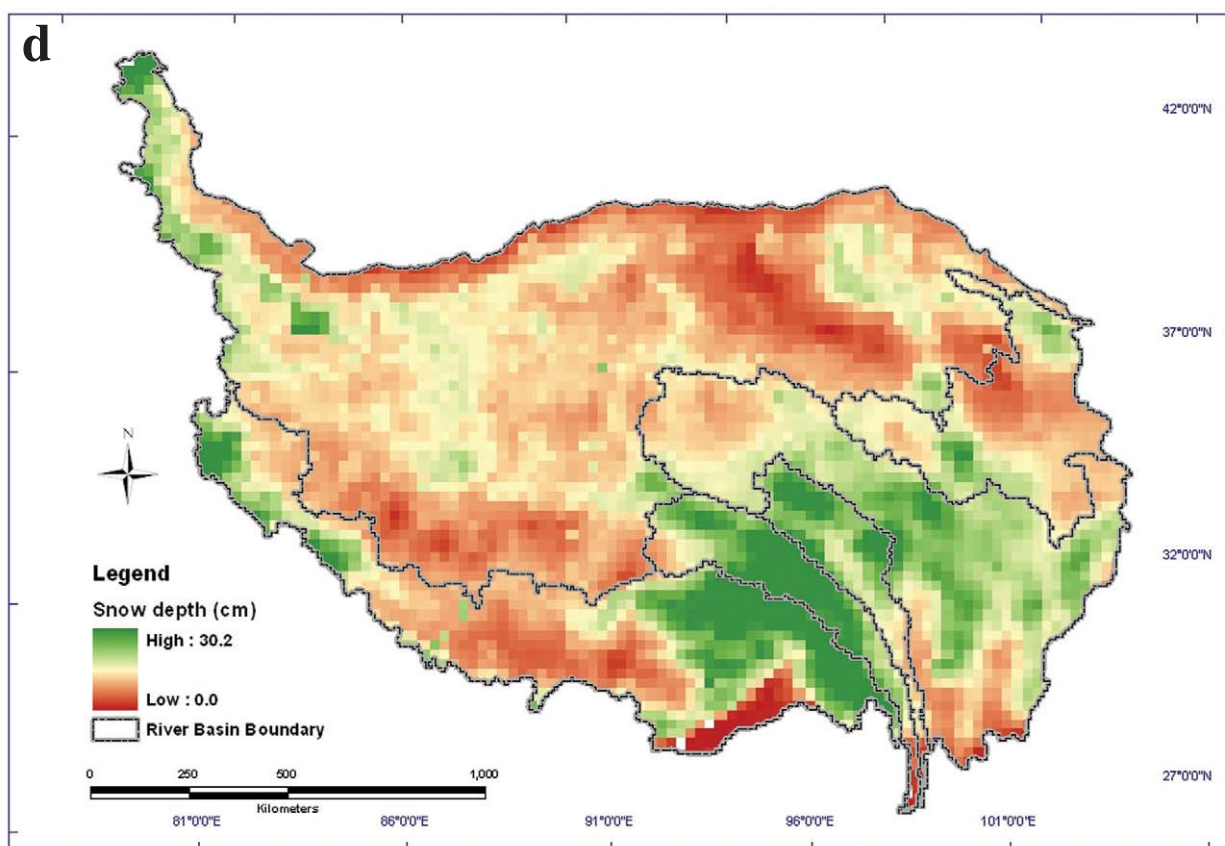 d
42°0'0"N
37°0'0"N
N
32°0'0"N
Legend
Snow depth (cm)
High : 30.2
Low : 0.0
River Basin Boundary
0 250 500 1,000
Kilometers
27°0'0"N
81°0'0"E 86°0'0"E 91°0'0"E 96°0'0"E 101°0'0"E